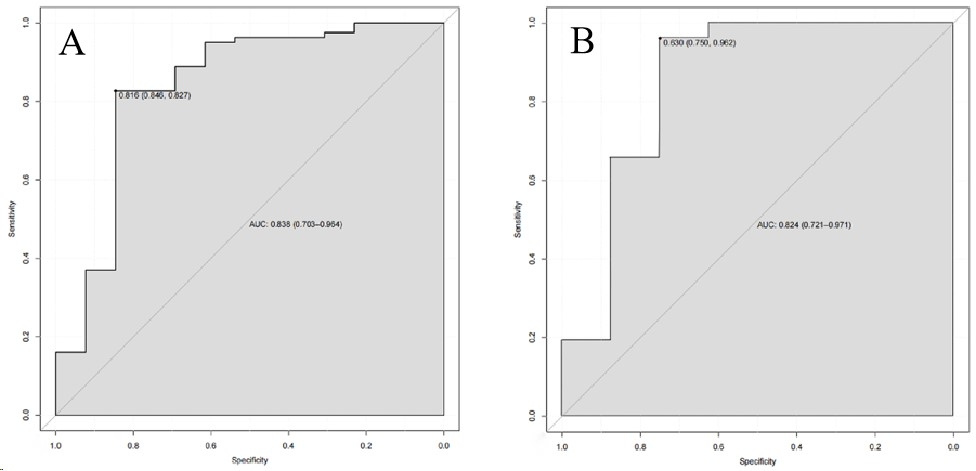 A
1.0
0.8
0.6
0.4
0.2
0.0
Sensitivity
0.816 (0.846, 0.827)
AUC: 0.838 (0.703–0.964)
1.0 0.8 0.6 0.4 0.2 0.0
Specificity
B
1.0
0.8
0.6
0.4
0.2
0.0
Sensitivity
0.630 (0.750, 0.962)
AUC: 0.824 (0.721–0.971)
1.0 0.8 0.6 0.4 0.2 0.0
Specificity